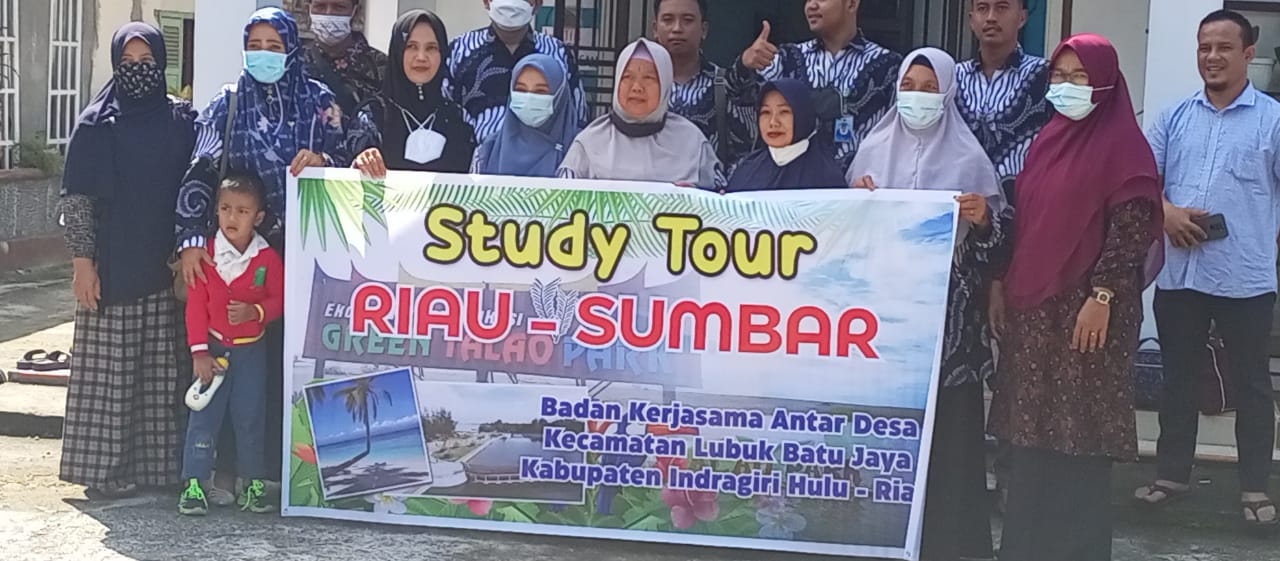 Study Tour
RIAU - SUMBAR
GREEN TALAO PARK
Badan Kerjasama Antar Desa
Kecamatan Lubuk Batu Jaya
Kabupaten Indragiri Hulu - Ria